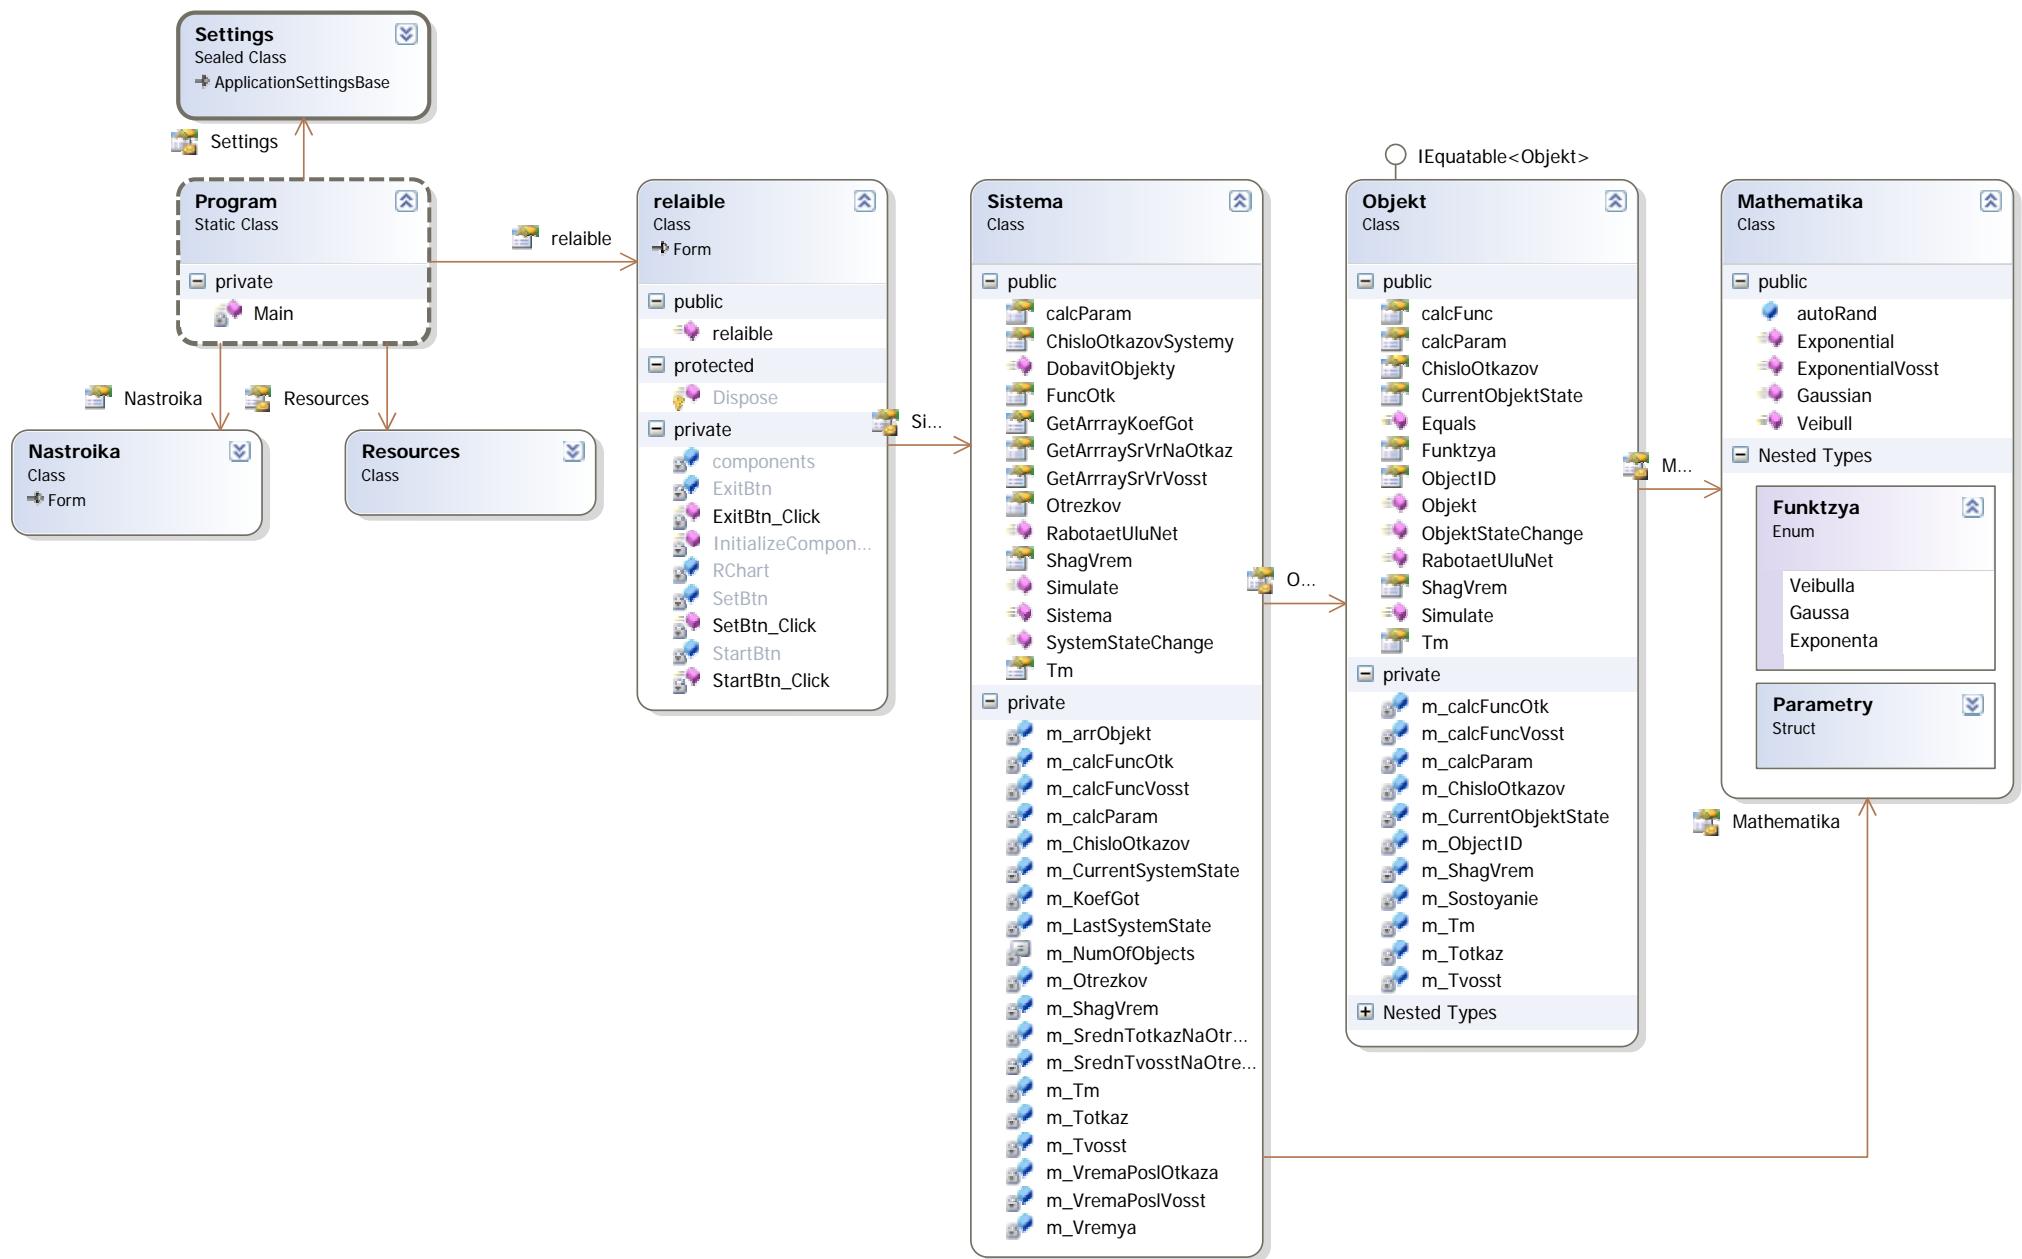 Settings
Sealed Class
ApplicationSettingsBase
Settings
Program
Static Class
private
Main
Nastroika
Resources
Nastroika
Class
Form
Resources
Class
relaible
relaible
Class
Form
public
relaible
protected
Dispose
private
components
ExitBtn
ExitBtn_Click
InitializeCompon...
RChart
SetBtn
SetBtn_Click
StartBtn
StartBtn_Click
Si...
Sistema
Class
public
calcParam
ChisloOtkazovSystemy
DobavitObjekty
FuncOtk
GetArrrayKoefGot
GetArrraySrVrNaOtkaz
GetArrraySrVrVosst
Otrezkov
RabotaetUluNet
ShagVrem
Simulate
Sistema
SystemStateChange
Tm
private
m_arrObjekt
m_calcFuncOtk
m_calcFuncVosst
m_calcParam
m_ChisloOtkazov
m_CurrentSystemState
m_KoefGot
m_LastSystemState
m_NumOfObjects
m_Otrezkov
m_ShagVrem
m_SrednTotkazNaOtr...
m_SrednTvosstNaOtre...
m_Tm
m_Totkaz
m_Tvosst
m_VremaPoslOtkaza
m_VremaPoslVosst
m_Vremya
O...
IEquatable<Objekt>
Objekt
Class
public
calcFunc
calcParam
ChisloOtkazov
CurrentObjektState
Equals
Funktzya
ObjectID
Objekt
ObjektStateChange
RabotaetUluNet
ShagVrem
Simulate
Tm
private
m_calcFuncOtk
m_calcFuncVosst
m_calcParam
m_ChisloOtkazov
m_CurrentObjektState
m_ObjectID
m_ShagVrem
m_Sostoyanie
m_Tm
m_Totkaz
m_Tvosst
Nested Types
M...
Mathematika
Class
public
autoRand
Exponential
ExponentialVosst
Gaussian
Veibull
Nested Types
Funktzya
Enum
Veibulla
Gaussa
Exponenta
Parametry
Struct
Mathematika